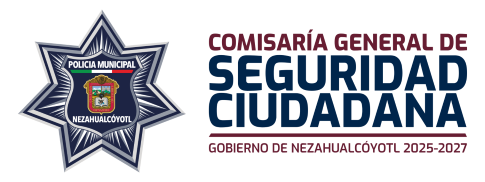 POLICIA MUNICIPAL
NEZAHUALCÓYOTL
COMISARÍA GENERAL DE
SEGURIDAD
CIUDADANA
GOBIERNO DE NEZAHUALCÓYOTL 2025-2027